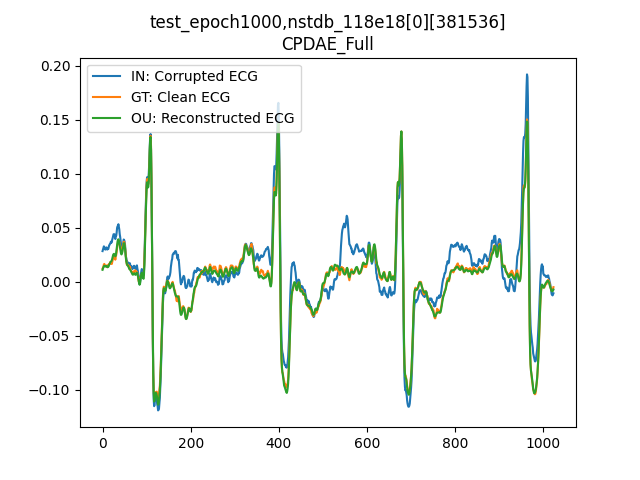 test_epoch1000,nstdb_118e18[0][381536]
CPDAE_Full
IN: Corrupted ECG
GT: Clean ECG
OU: Reconstructed ECG
0.20
0.15
0.10
0.05
0.00
−0.05
−0.10
0 200 400 600 800 1000